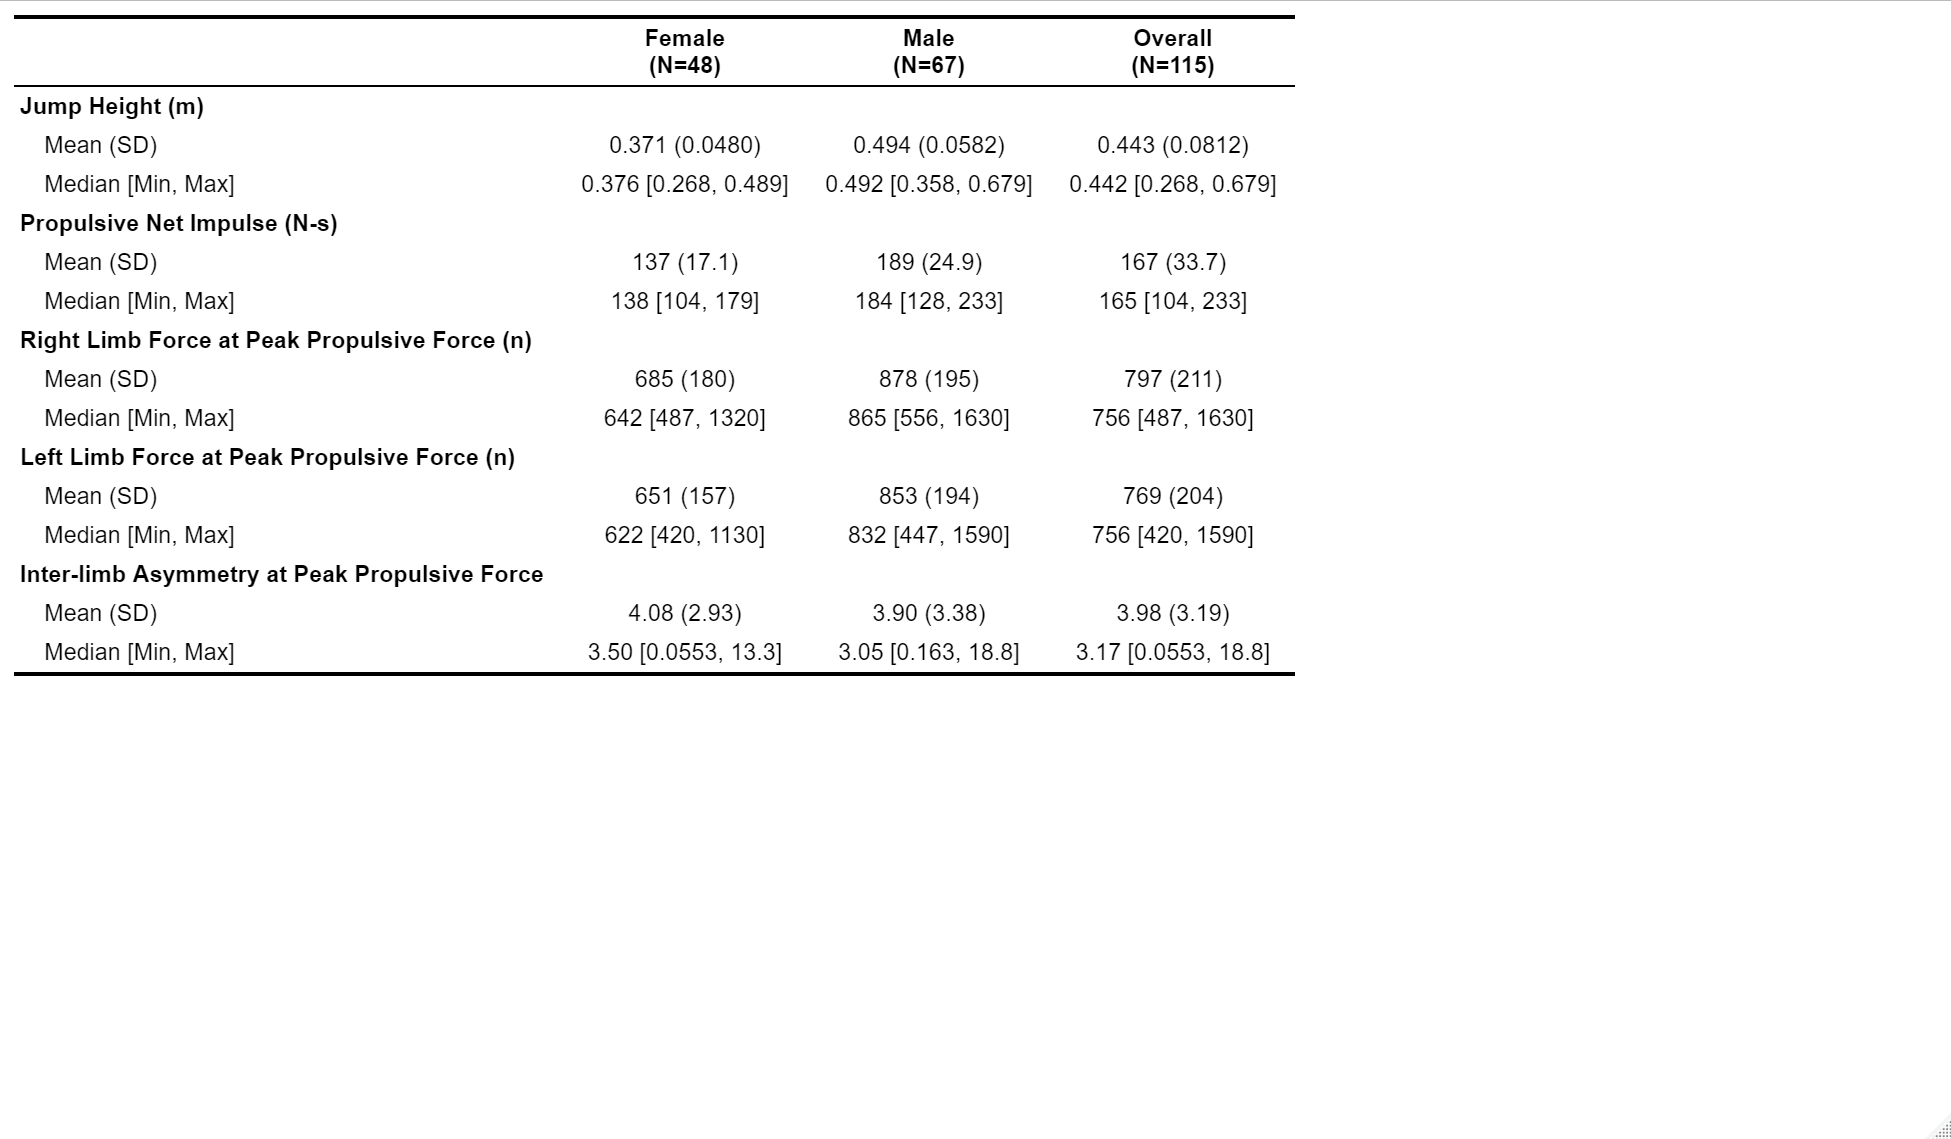 Female Male Overall
(N=48) (N=67) (N=115)
Jump Height (m)
Mean (SD) 0.371 (0.0480) 0.494 (0.0582) 0.443 (0.0812)
Median [Min, Max] 0.376 [0.268, 0.489] 0.492 [0.358, 0.679] 0.442 [0.268, 0.679]
Propulsive Net Impulse (N-s)
Mean (SD) 137 (17.1) 189 (24.9) 167 (33.7)
Median [Min, Max] 138 [104, 179] 184 [128, 233] 165 [104, 233]
Right Limb Force at Peak Propulsive Force (n)
Mean (SD) 685 (180) 878 (195) 797 (211)
Median [Min, Max] 642 [487, 1320] 865 [556, 1630] 756 [487, 1630]
Left Limb Force at Peak Propulsive Force (n)
Mean (SD) 651 (157) 853 (194) 769 (204)
Median [Min, Max] 622 [420, 1130] 832 [447, 1590] 756 [420, 1590]
Inter-limb Asymmetry at Peak Propulsive Force
Mean (SD) 4.08 (2.93) 3.90 (3.38) 3.98 (3.19)
Median [Min, Max] 3.50 [0.0553, 13.3] 3.05 [0.163, 18.8] 3.17 [0.0553, 18.8]